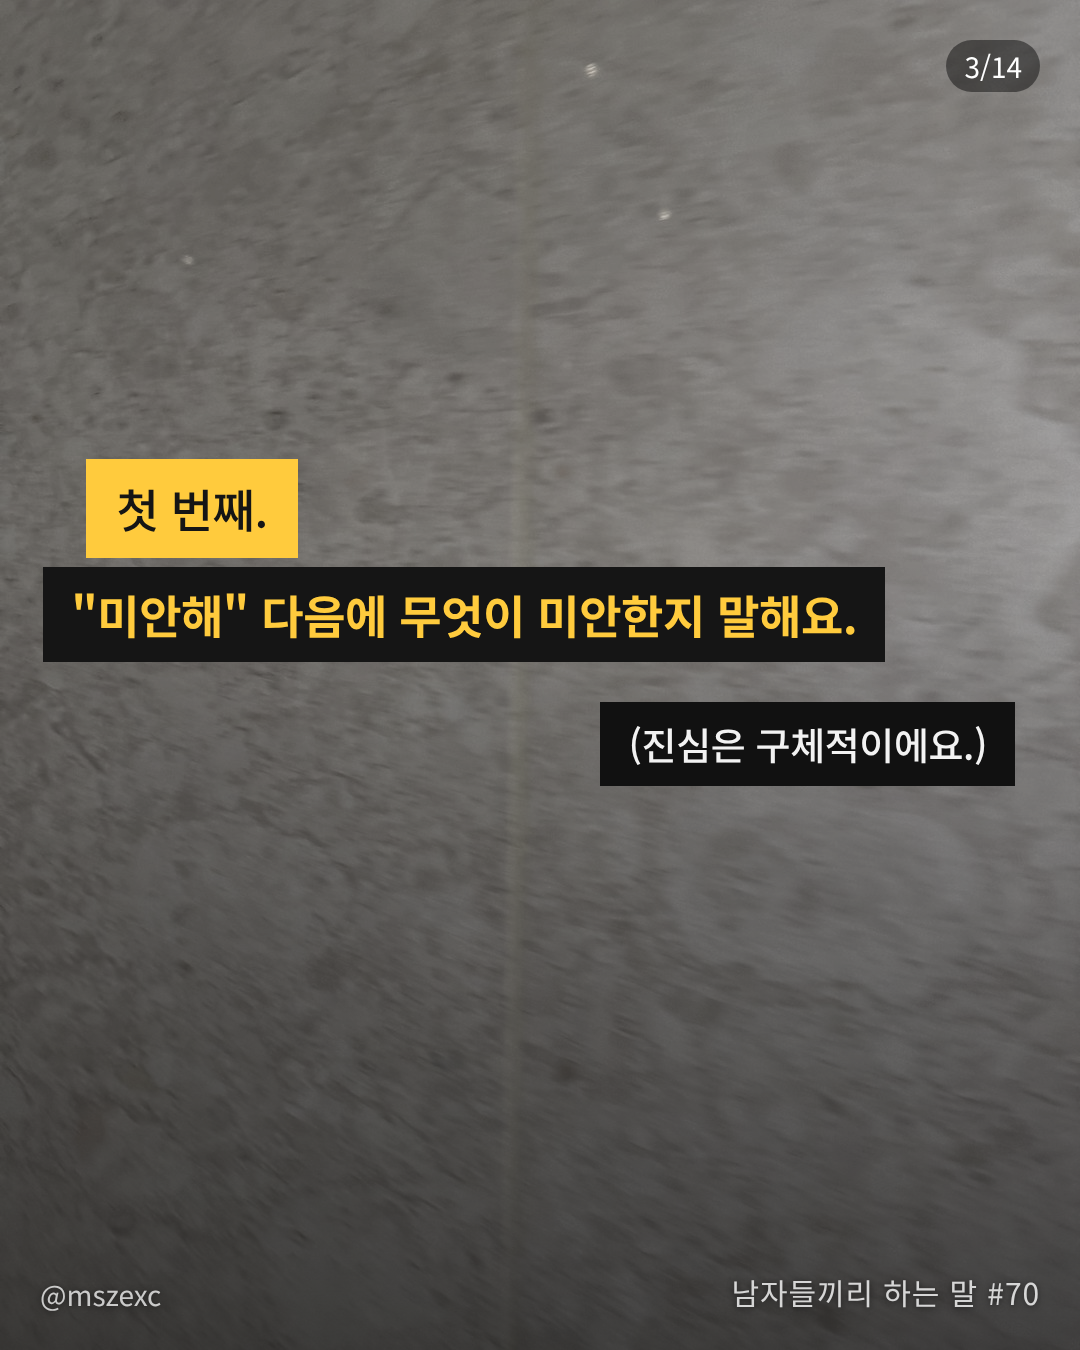 3/14
첫 번째.
"미안해" 다음에 무엇이 미안한지 말해요.
(진심은 구체적이에요.)
@mszexc
남자들끼리 하는 말 #70